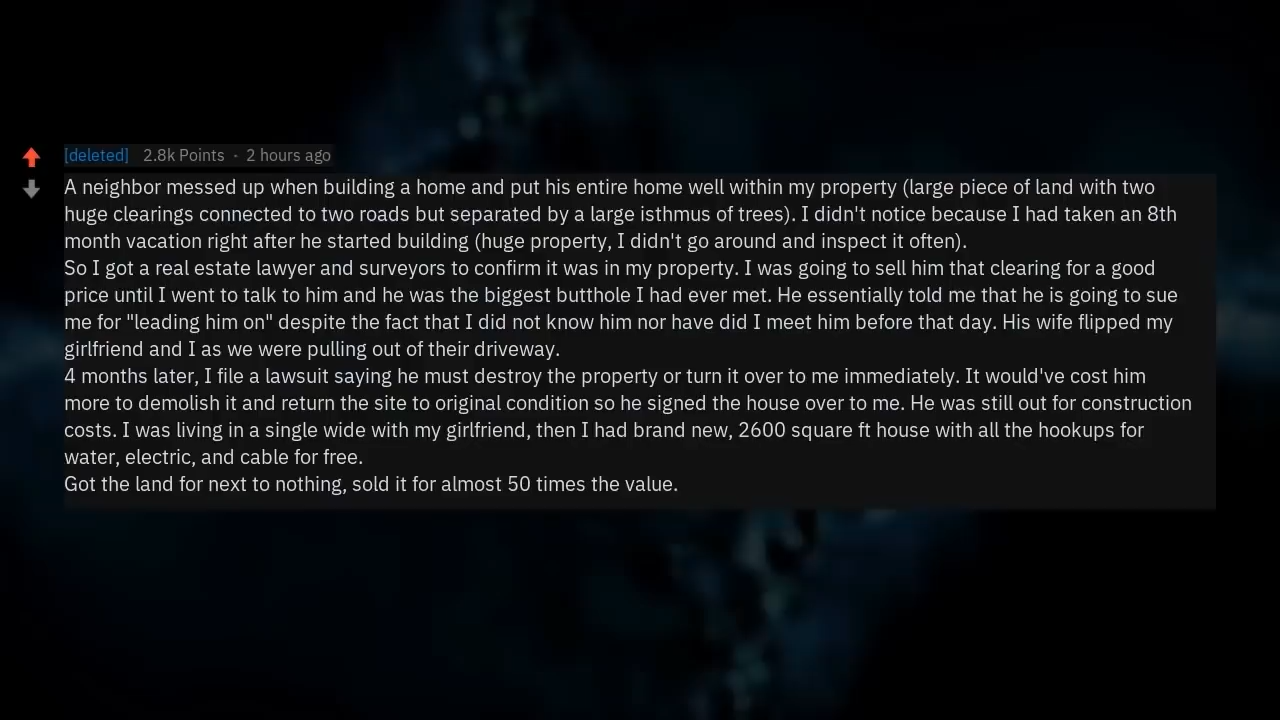 [deleted] 2.8k Points · 2 hours ago
A neighbor messed up when building a home and put his entire home well within my property (large piece of land with two
huge clearings connected to two roads but separated by a large isthmus of trees). I didn't notice because I had taken an 8th
month vacation right after he started building (huge property, I didn't go around and inspect it often).
So I got a real estate lawyer and surveyors to confirm it was in my property. I was going to sell him that clearing for a good
price until I went to talk to him and he was the biggest butthole I had ever met. He essentially told me that he is going to sue
me for "leading him on" despite the fact that I did not know him nor have did I meet him before that day. His wife flipped my
girlfriend and I as we were pulling out of their driveway.
4 months later, I file a lawsuit saying he must destroy the property or turn it over to me immediately. It would've cost him
more to demolish it and return the site to original condition so he signed the house over to me. He was still out for construction
costs. I was living in a single wide with my girlfriend, then I had brand new, 2600 square ft house with all the hookups for
water, electric, and cable for free.
Got the land for next to nothing, sold it for almost 50 times the value.